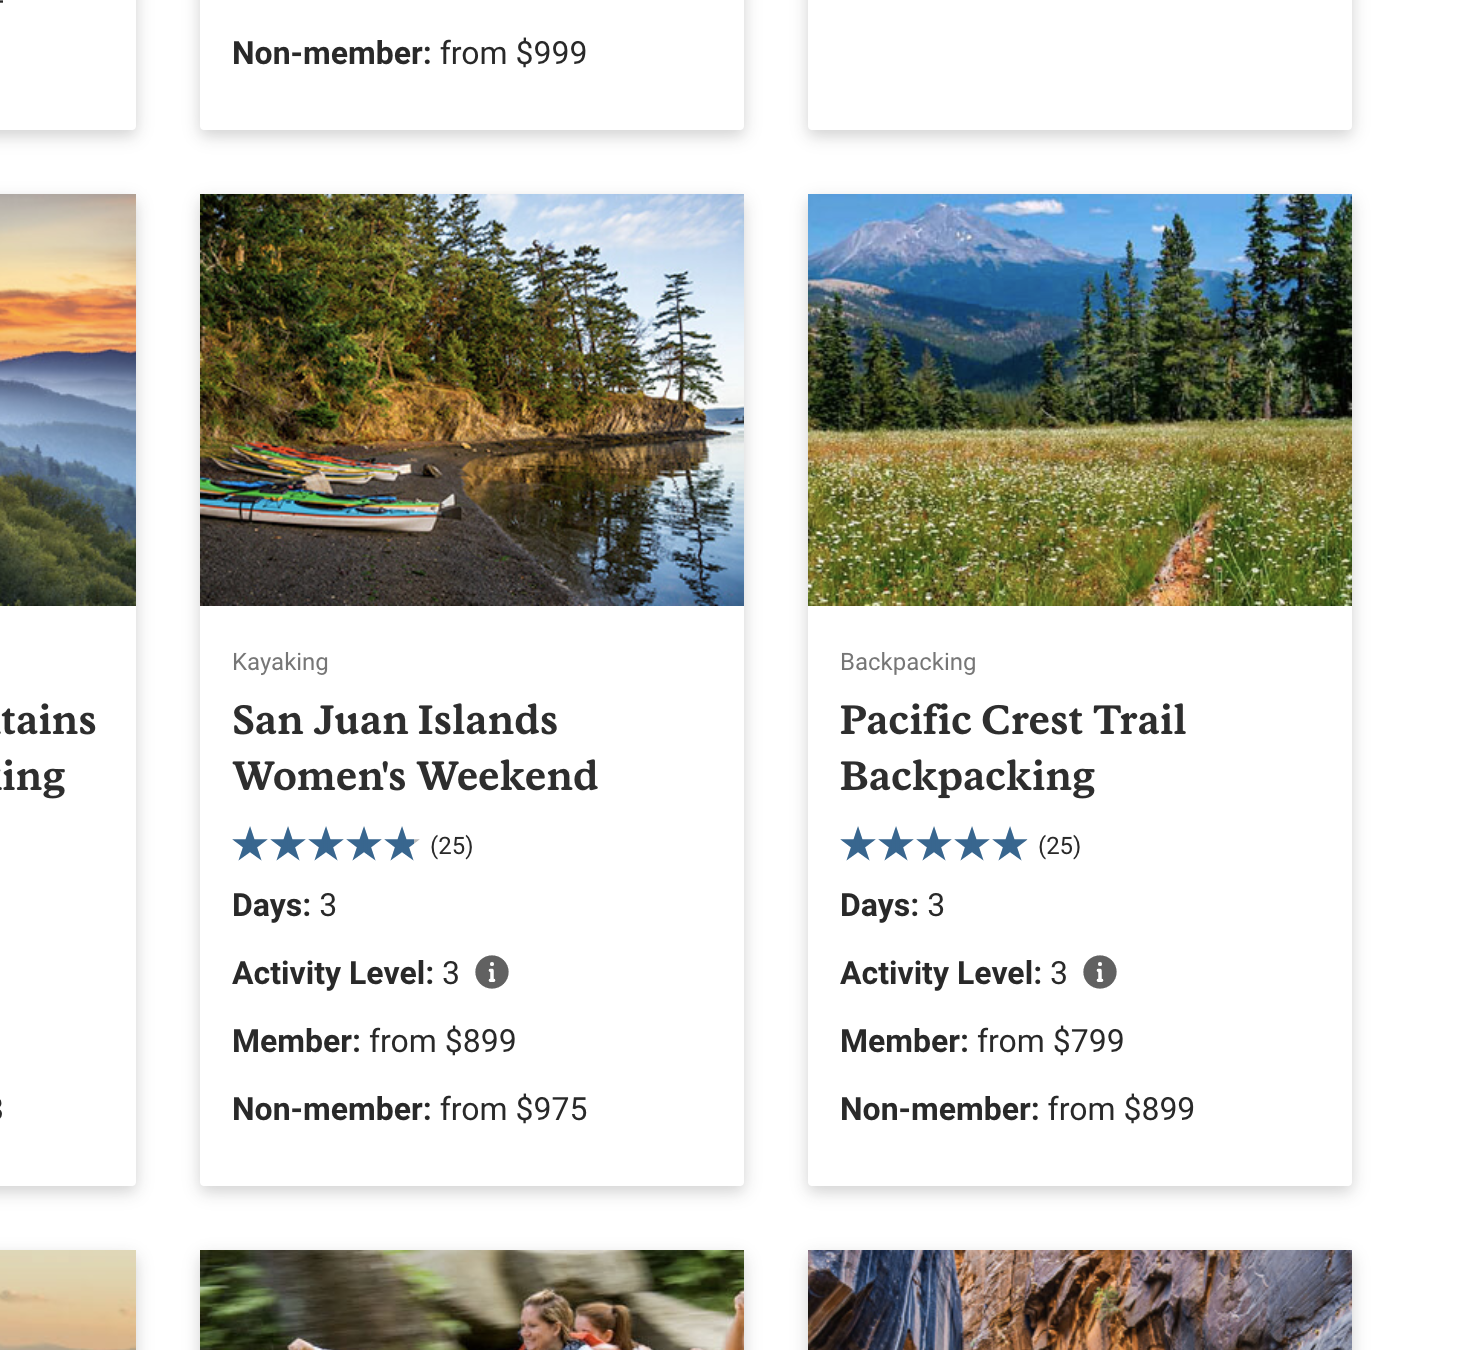 Non-member: from $999
tains
ing
Kayaking
San Juan Islands
Women's Weekend
(25)
Days: 3
Activity Level: 3
Member: from $899
Non-member: from $975
Backpacking
Pacific Crest Trail
Backpacking
(25)
Days: 3
Activity Level: 3
Member: from $799
Non-member: from $899